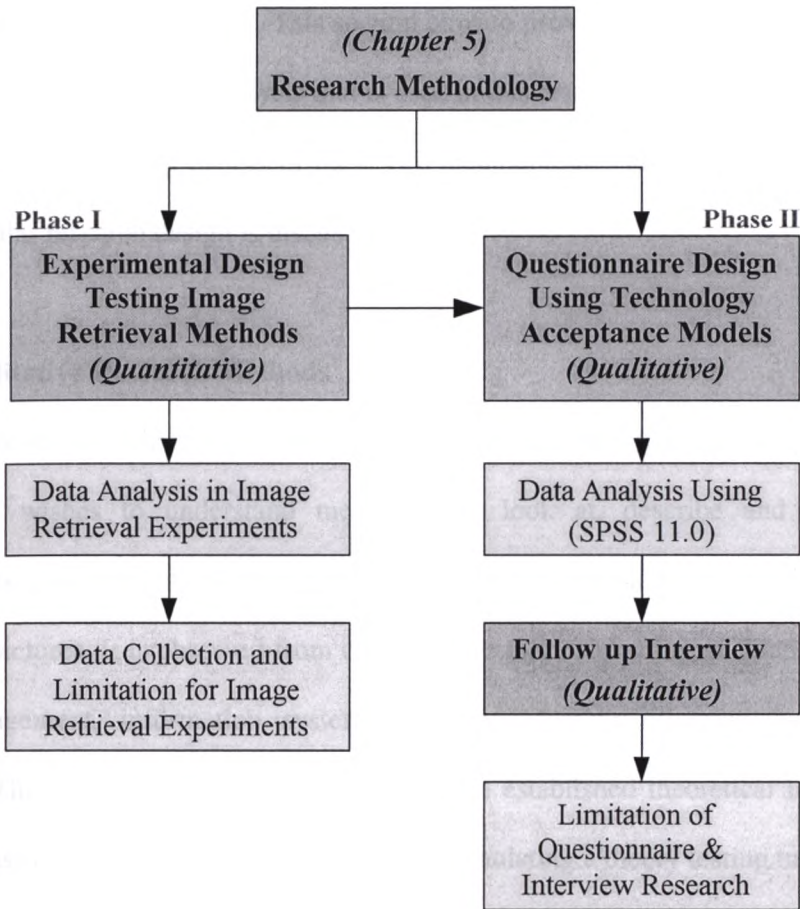 (Chapter 5)
Research Methodology
Phase I
Phase II
Experimental Design
Testing Image
Retrieval Methods
(Quantitative)
Questionnaire Design
Using Technology
Acceptance Models
(Qualitative)
Data Analysis in Image
Retrieval Experiments
Data Analysis Using
(SPSS 11.0)
Data Collection and
Limitation for Image
Retrieval Experiments
Follow up Interview
(Qualitative)
Limitation of
Questionnaire &
Interview Research